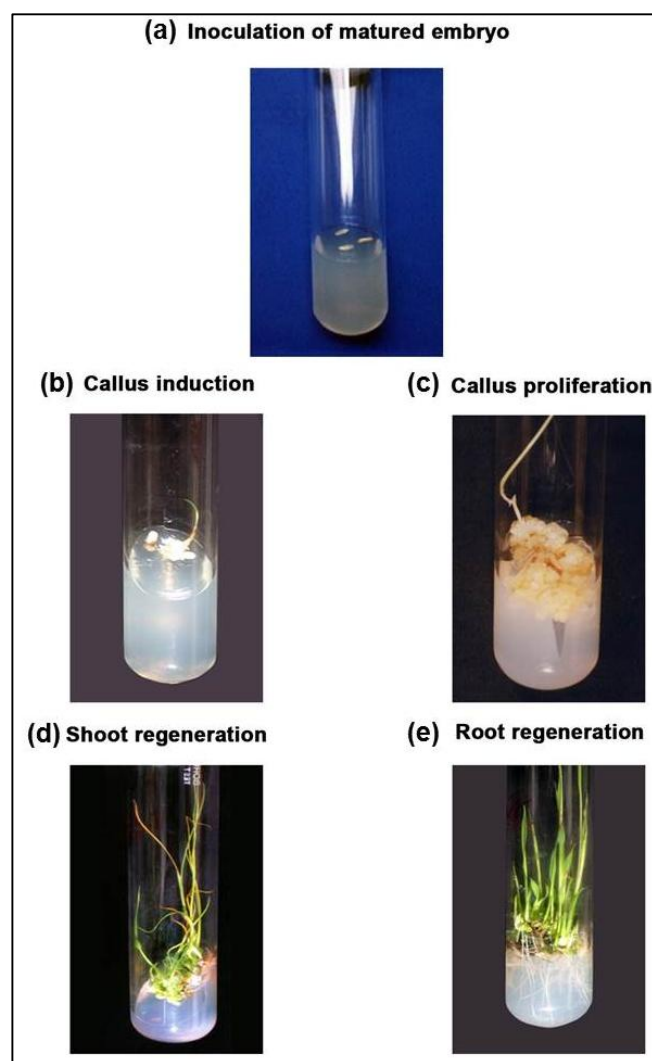 (a) Inoculation of matured embryo
(b) Callus induction
(c) Callus proliferation
(d) Shoot regeneration
(e) Root regeneration